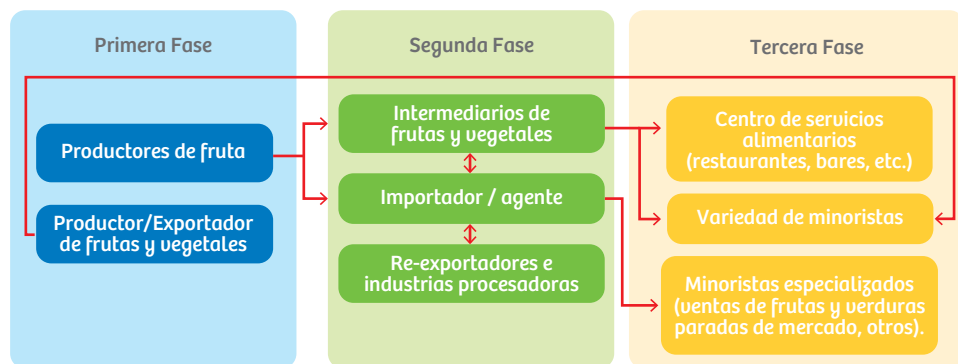 Primera Fase
Segunda Fase
Tercera Fase
Productores de fruta
Productor/Exportador
de frutas y vegetales
Intermediarios de
frutas y vegetales
Importador / agente
Re-exportadores e
industrias procesadoras
Centro de servicios
alimentarios
(restaurantes, bares, etc.)
Variedad de minoristas
Minoristas especializados
(ventas de frutas y verduras
paradas de mercado, otros).